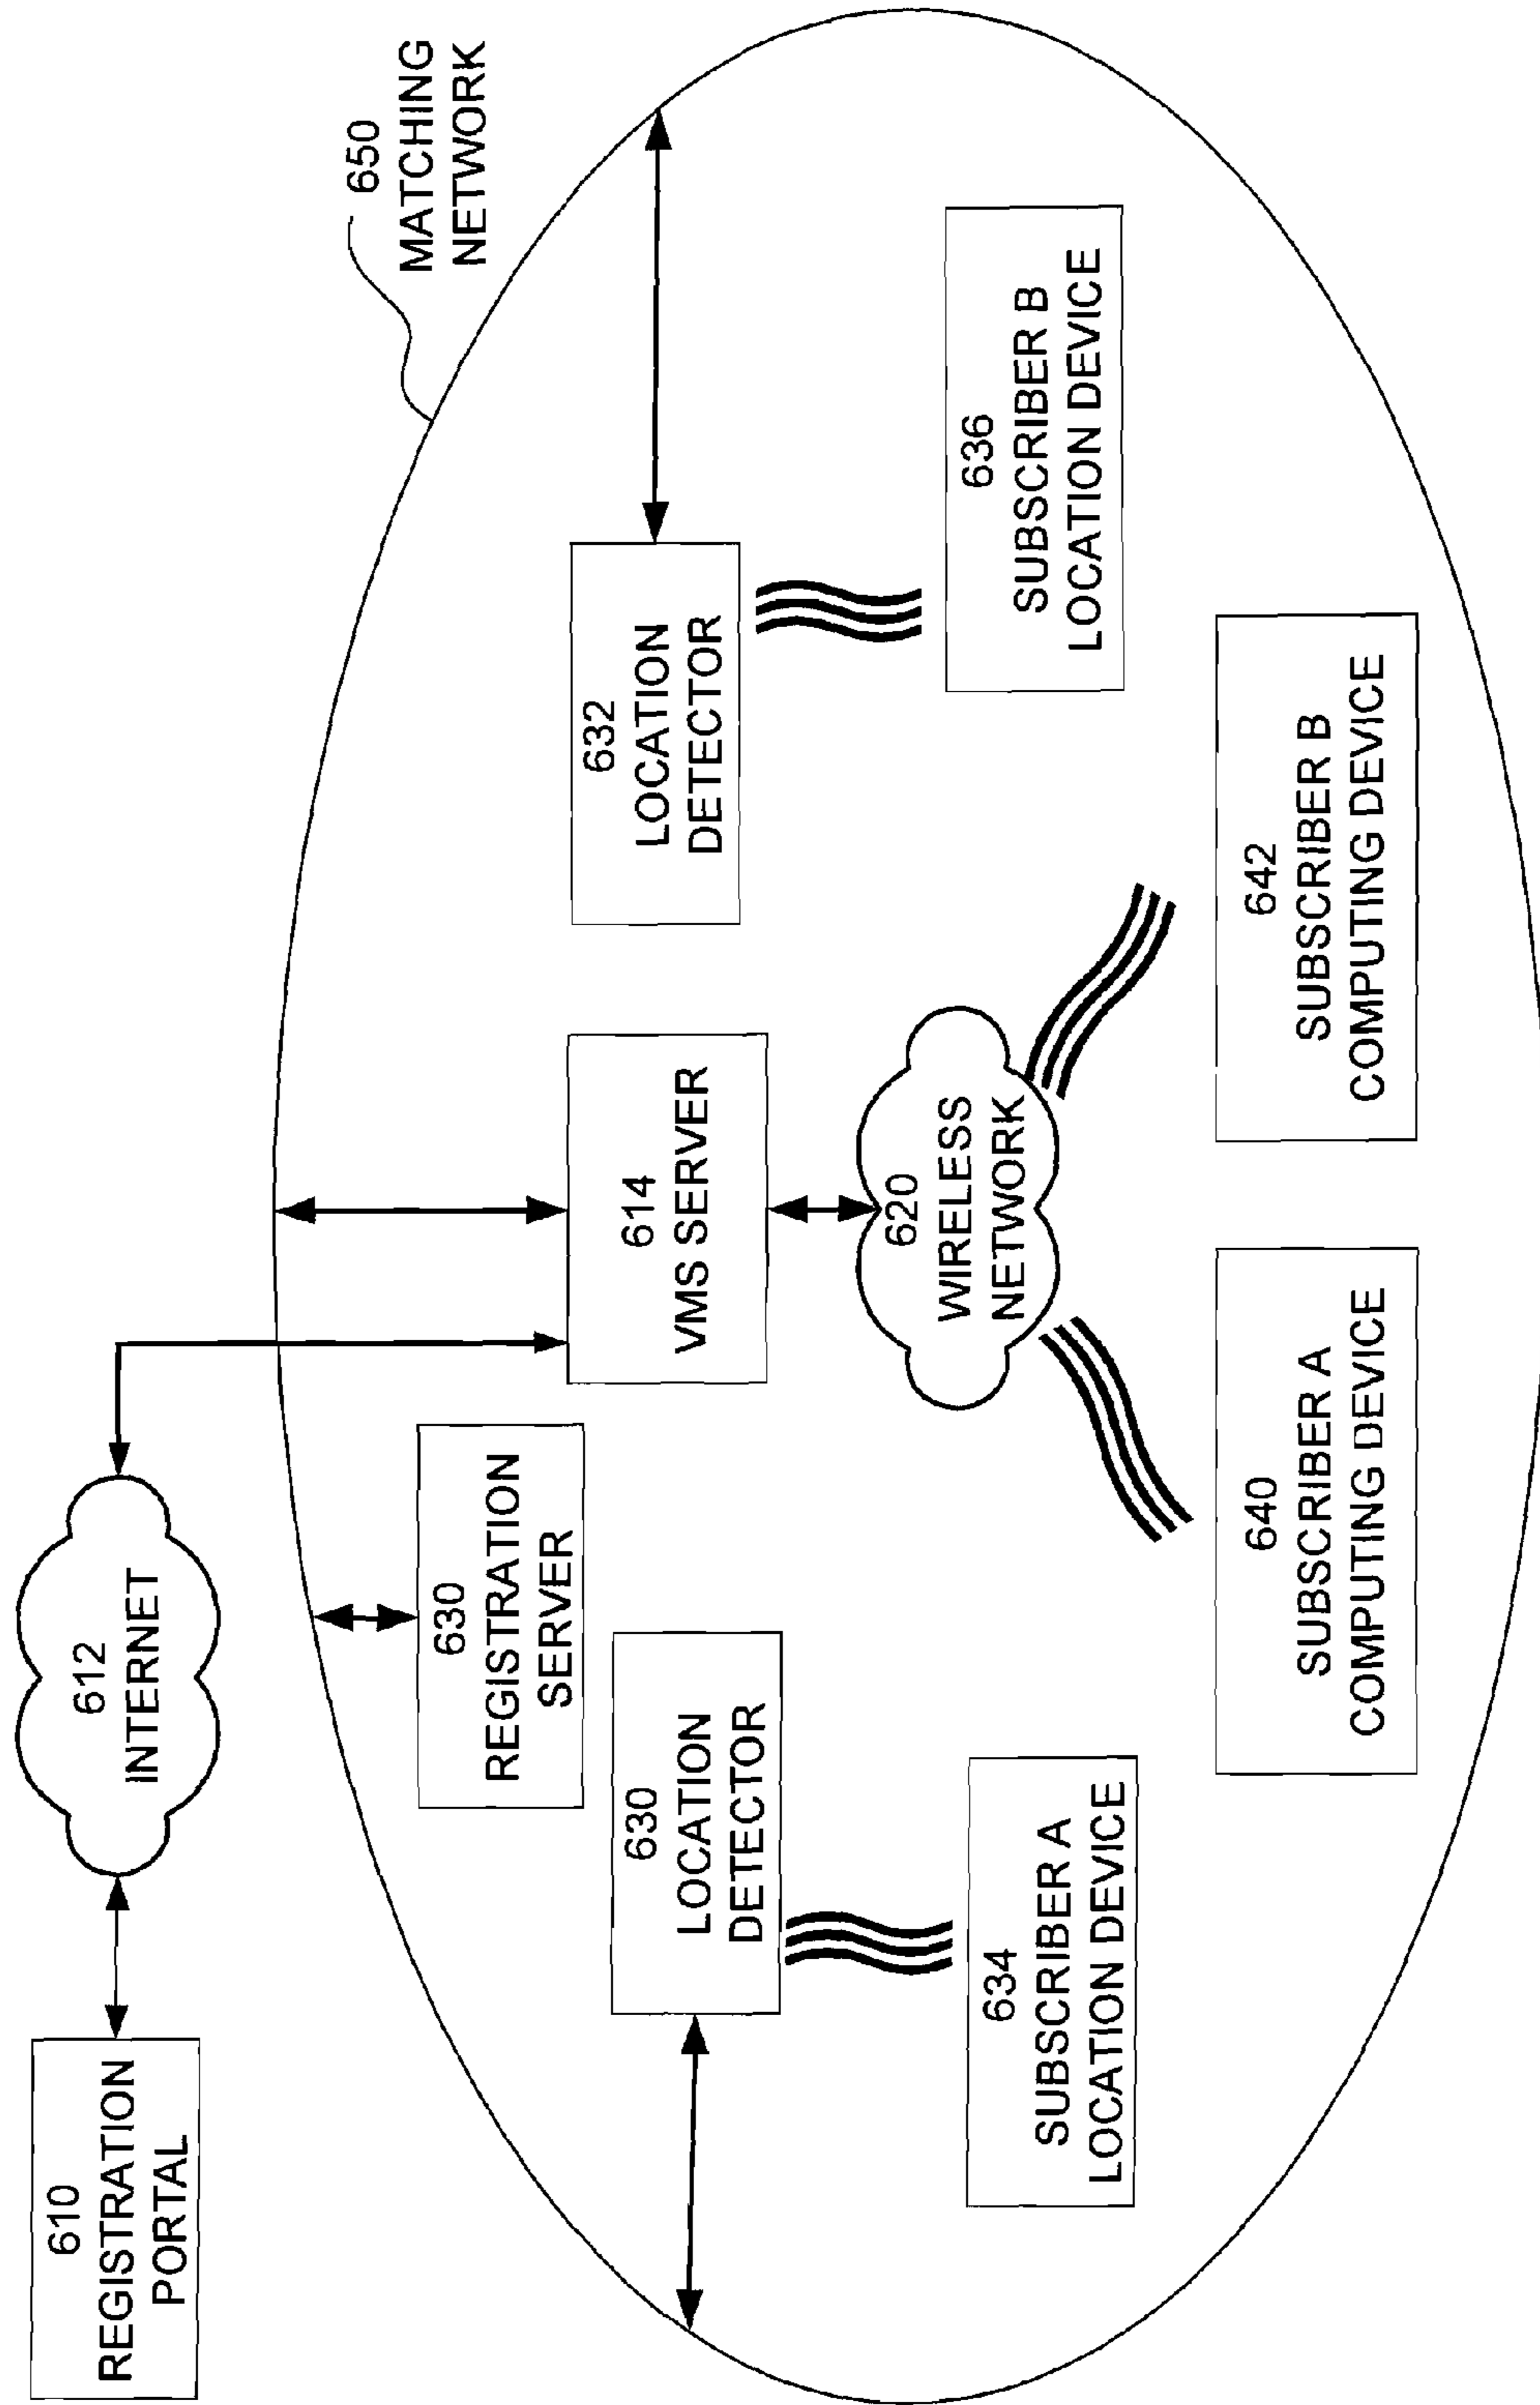 610
REGISTRATION
PORTAL
612
INTERNET
650
MATCHING
NETWORK
630
REGISTRATION
SERVER
614
VMS SERVER
630
LOCATION
DETECTOR
632
LOCATION
DETECTOR
620
WIRELESS
NETWORK
634
SUBSCRIBER A
LOCATION DEVICE
636
SUBSCRIBER B
LOCATION DEVICE
640
SUBSCRIBER A
COMPUTING DEVICE
642
SUBSCRIBER B
COMPUTING DEVICE